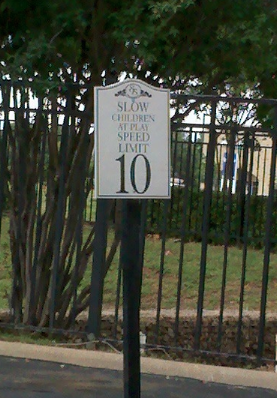 SLOW
CHILDREN
AT PLAY
SPEED
LIMIT
10